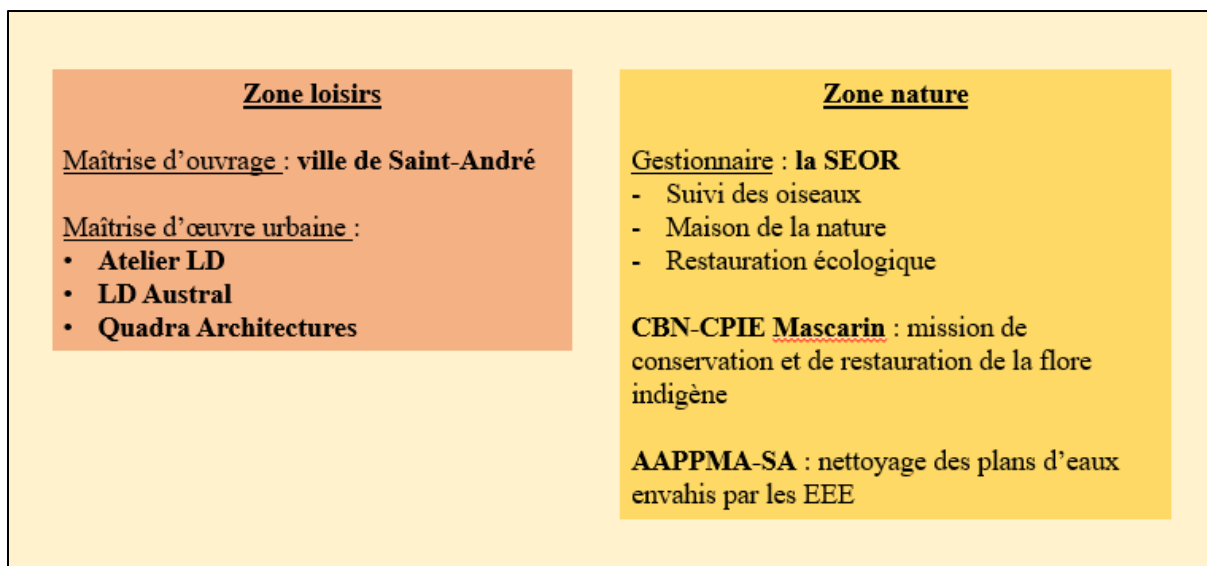 Zone loisirs
Maîtrise d’ouvrage : ville de Saint-André
Maîtrise d’œuvre urbaine :
• Atelier LD
• LD Austral
• Quadra Architectures
Zone nature
Gestionnaire : la SEOR
- Suivi des oiseaux
- Maison de la nature
- Restauration écologique
CBN-CPIE Mascarin : mission de
conservation et de restauration de la flore
indigène
AAPPMA-SA : nettoyage des plans d’eaux
envahis par les EEE